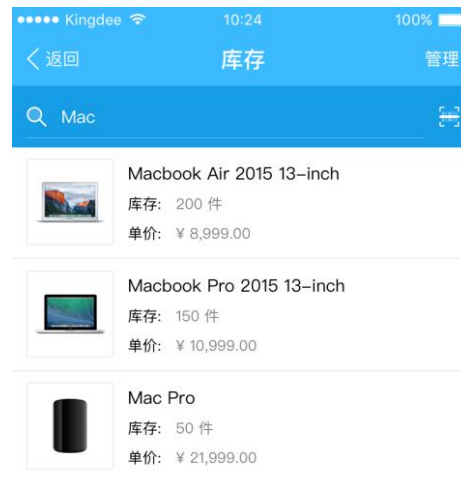 Kingdee 10:24 100%
返回 库存 管理
Mac
Macbook Air 2015 13-inch
库存: 200 件
单价: ¥ 8,999.00
Macbook Pro 2015 13-inch
库存: 150 件
单价: ¥ 10,999.00
Mac Pro
库存: 50 件
单价: ¥ 21,999.00